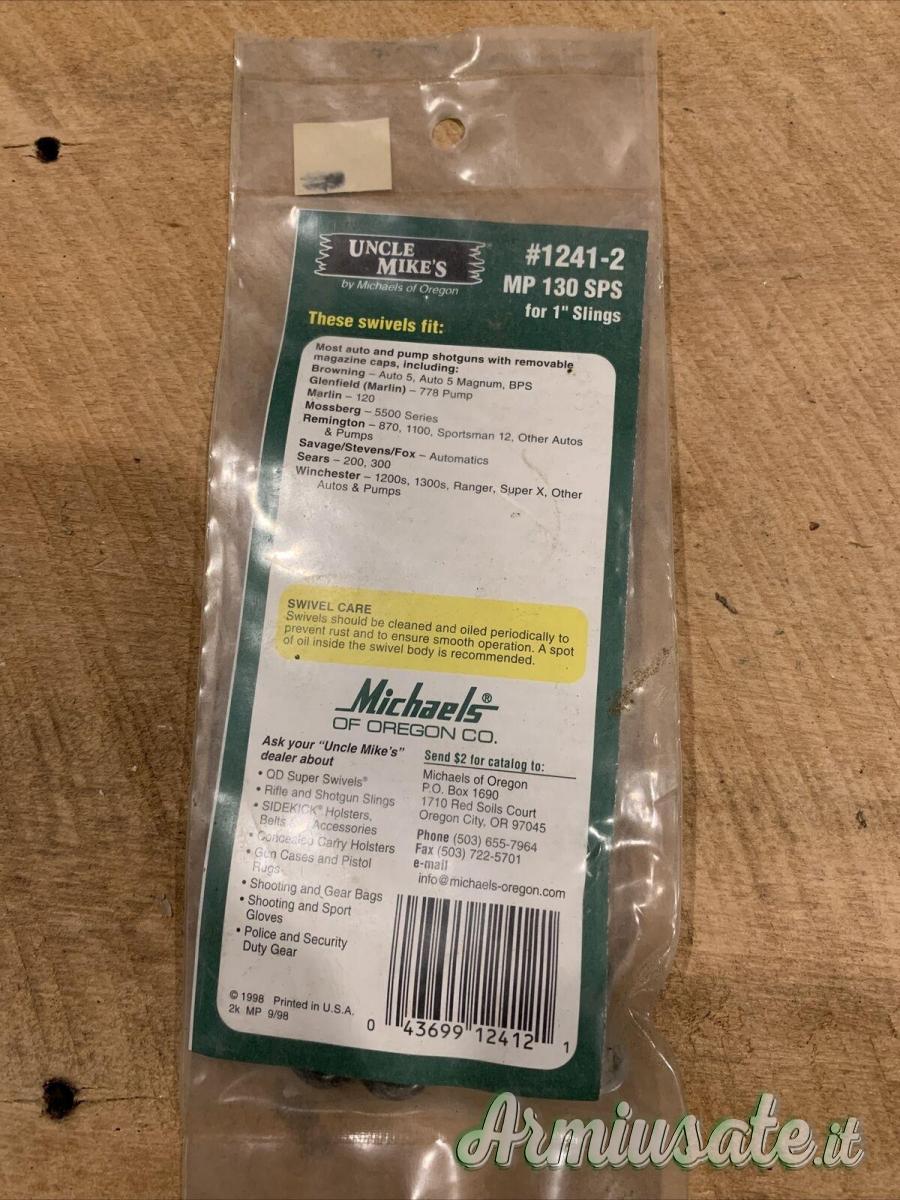 UNCLE
MIKE'S
by Michaels of Oregon
#1241-2
MP 130 SPS
for 1" Slings
These swivels fit:
Most auto and pump shotguns with removable
magazine caps, including:
Browning – Auto 5, Auto 5 Magnum, BPS
Glenfield (Marlin) – 778 Pump
Marlin – 120
Mossberg – 5500 Series
Remington – 870, 1100, Sportsman 12, Other Autos
& Pumps
Savage/Stevens/Fox – Automatics
Sears – 200, 300
Winchester – 1200s, 1300s, Ranger, Super X, Other
Autos & Pumps
SWIVEL CARE
Swivels should be cleaned and oiled periodically to
prevent rust and to ensure smooth operation. A spot
of oil inside the swivel body is recommended.
Michaels®
OF OREGON CO.
Ask your "Uncle Mike's"
dealer about
• QD Super Swivels®
• Rifle and Shotgun Slings
• SIDEKICK® Holsters,
Belts Accessories
• Concealed Carry Holsters
• Gun Cases and Pistol
Rugs
• Shooting and Gear Bags
• Shooting and Sport
Gloves
• Police and Security
Duty Gear
Send $2 for catalog to:
Michaels of Oregon
P.O. Box 1690
1710 Red Soils Court
Oregon City, OR 97045
Phone (503) 655-7964
Fax (503) 722-5701
e-mail
info@michaels-oregon.com
© 1998 Printed in U.S.A.
2k MP 9/98
0 43699 12412 1
Armiusate.it